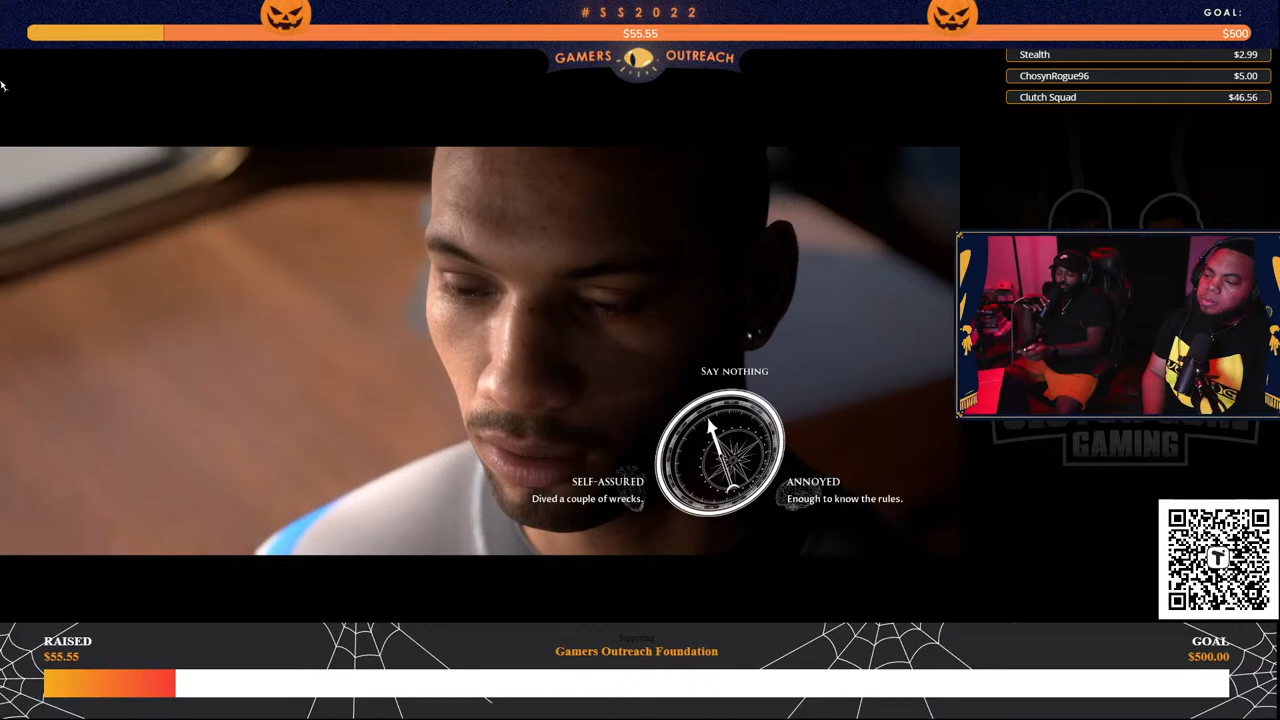 #SS2022
GOAL:
$55.55
$500
GAMERS OUTREACH
Stealth $2.99
ChosynRogue96 $5.00
Clutch Squad $46.56
SAY NOTHING
SELF-ASSURED
Dived a couple of wrecks.
ANNOYED
Enough to know the rules.
GAMING
RAISED
$55.55
Supporting
Gamers Outreach Foundation
GOAL
$500.00